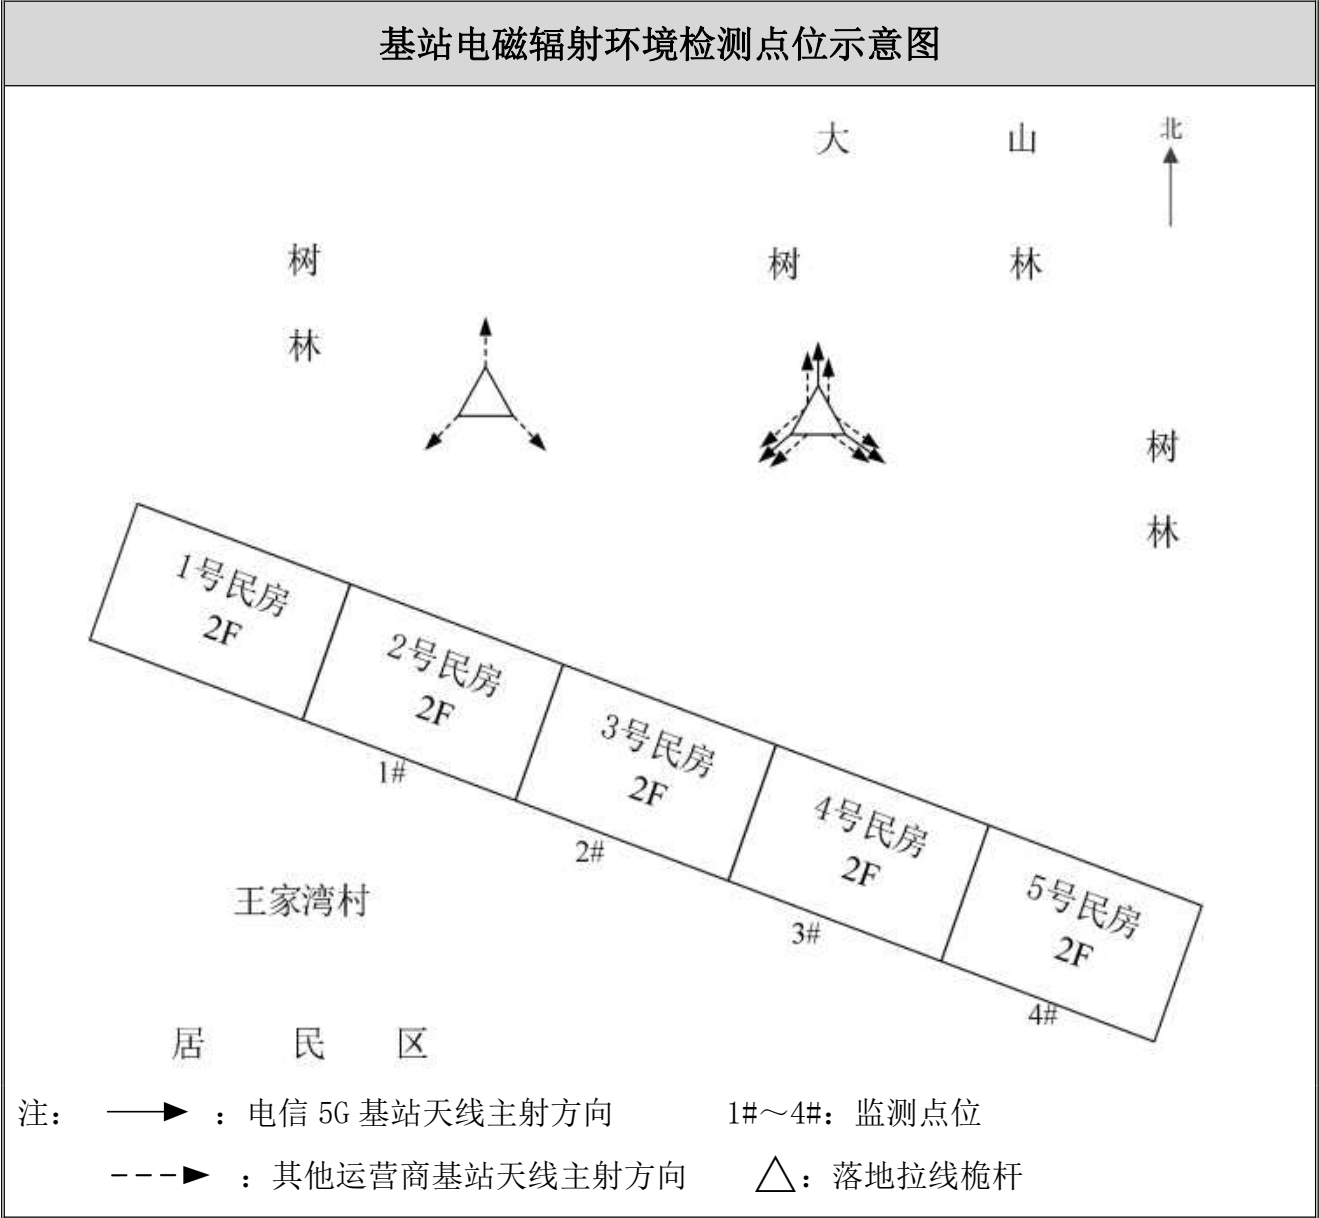 基站电磁辐射环境检测点位示意图
大 山
北
树 林
树 林
树 林
1号民房
2F
2号民房
2F
3号民房
2F
4号民房
2F
5号民房
2F
1#
2#
3#
4#
王家湾村
居 民 区
注： ：电信 5G 基站天线主射方向 1#～4#：监测点位
：其他运营商基站天线主射方向 ：落地拉线桅杆